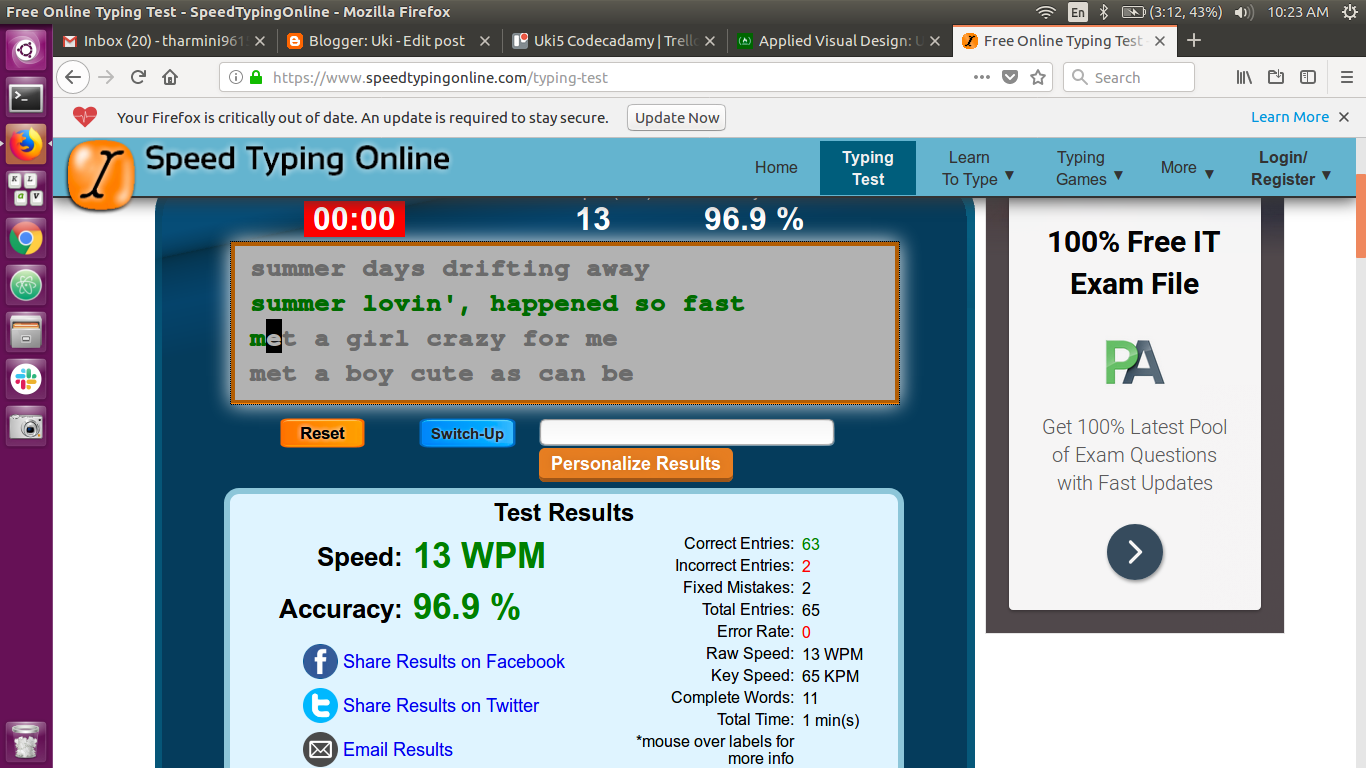 Free Online Typing Test - SpeedTypingOnline - Mozilla Firefox
En
(3:12, 43%)
10:23 AM
Inbox (20) - tharmini961
Blogger: Uki - Edit post
Uki5 Codecadamy | Trello
Applied Visual Design: U
Free Online Typing Test
https://www.speedtypingonline.com/typing-test
Search
Your Firefox is critically out of date. An update is required to stay secure.
Update Now
Learn More
Speed Typing Online
Home
Typing
Test
Learn
To Type
Typing
Games
More
Login/
Register
00:00
13
96.9 %
summer days drifting away
summer lovin', happened so fast
met a girl crazy for me
met a boy cute as can be
Reset
Switch-Up
Personalize Results
Test Results
Speed: 13 WPM
Accuracy: 96.9 %
Share Results on Facebook
Share Results on Twitter
Email Results
Correct Entries: 63
Incorrect Entries: 2
Fixed Mistakes: 2
Total Entries: 65
Error Rate: 0
Raw Speed: 13 WPM
Key Speed: 65 KPM
Complete Words: 11
Total Time: 1 min(s)
*mouse over labels for
more info
100% Free IT
Exam File
PA
Get 100% Latest Pool
of Exam Questions
with Fast Updates